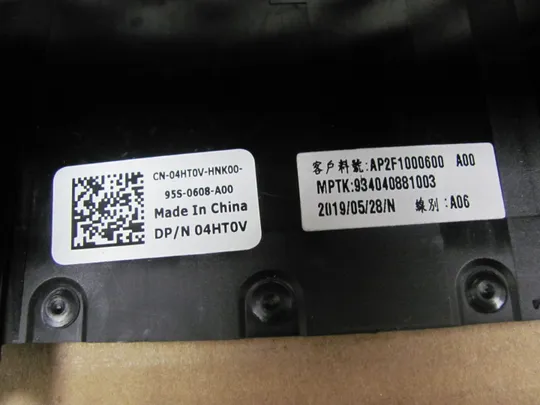 CN-04HT0V-HNK00-
95S-0608-A00
Made In China
DP/N 04HT0V
客戶料號:AP2F1000600 A00
MPTK:934040881003
2019/05/28/N 線別:A06